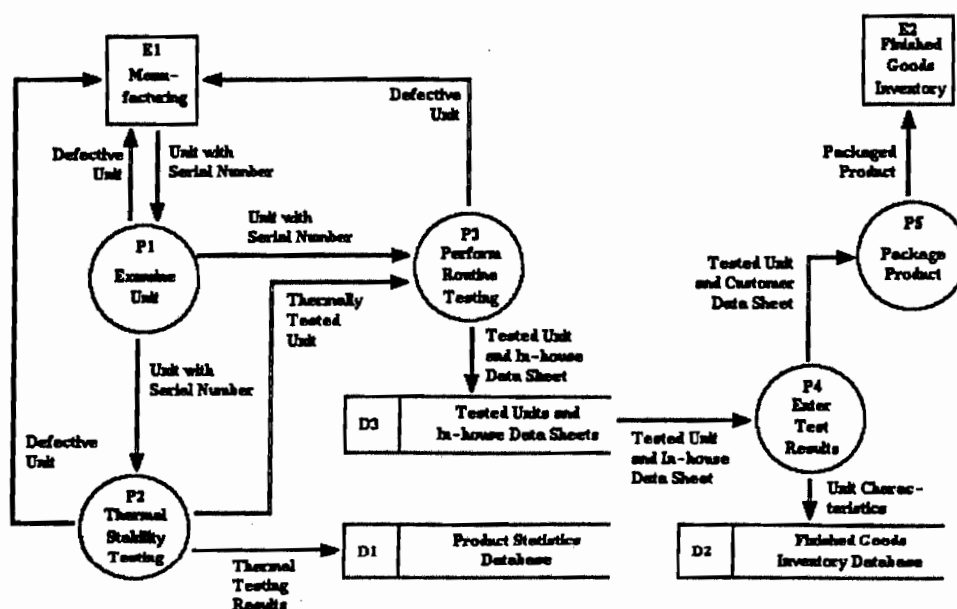 E1
Manu-
facturing
E2
Finished
Goods
Inventory
Defective
Unit
Defective
Unit
Unit with
Serial Number
Packaged
Product
P1
Examine
Unit
Unit with
Serial Number
P3
Perform
Routine
Testing
P5
Package
Product
Tested Unit
and Customer
Data Sheet
Thermally
Tested
Unit
Tested Unit
and In-house
Data Sheet
Unit with
Serial Number
P4
Enter
Test
Results
D3
Tested Units and
In-house Data Sheets
Tested Unit
and In-house
Data Sheet
Defective
Unit
Unit Charac-
teristics
P2
Thermal
Stability
Testing
D1
Product Statistics
Database
D2
Finished Goods
Inventory Database
Thermal
Testing
Results